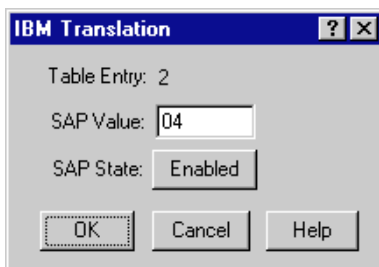 IBM Translation
Table Entry: 2
SAP Value: 04
SAP State: Enabled
OK Cancel Help